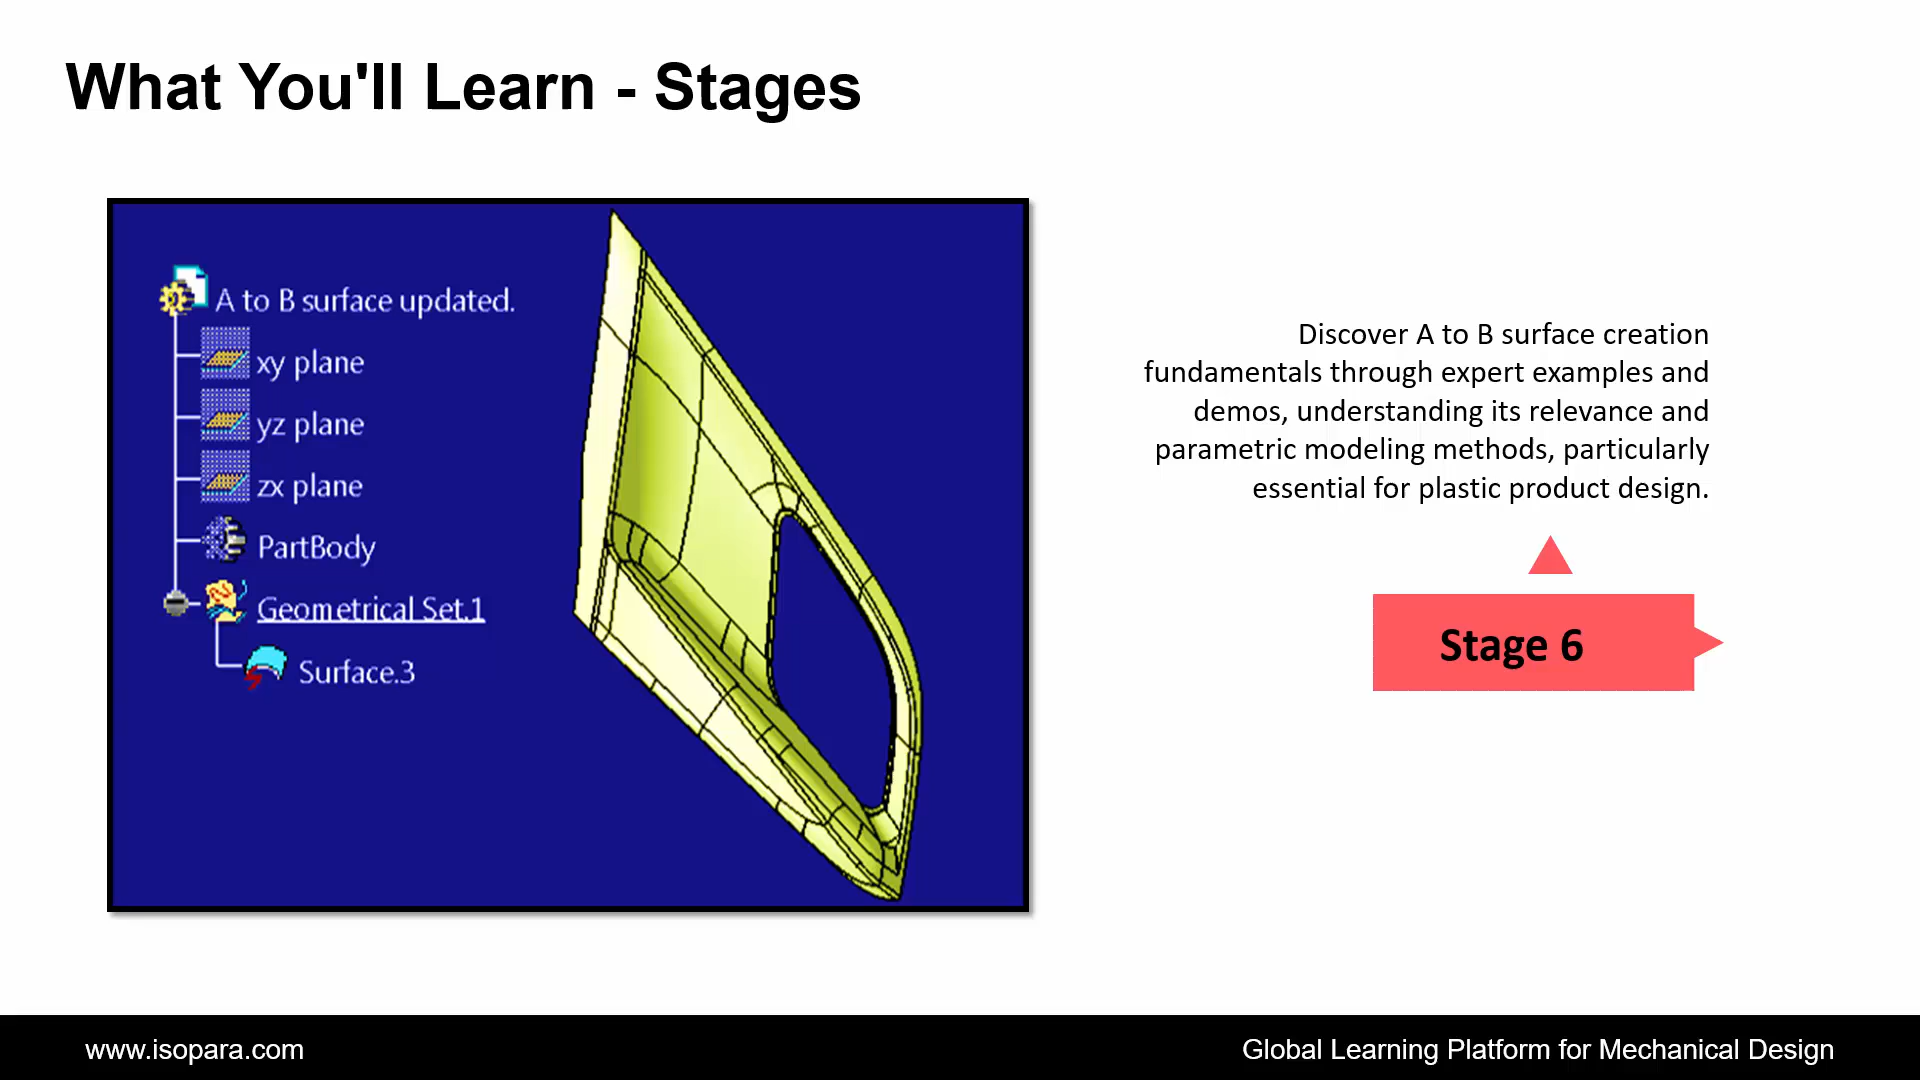 What You'll Learn - Stages
A to B surface updated.
xy plane
yz plane
zx plane
PartBody
Geometrical Set.1
Surface.3
Discover A to B surface creation
fundamentals through expert examples and
demos, understanding its relevance and
parametric modeling methods, particularly
essential for plastic product design.
Stage 6
www.isopara.com
Global Learning Platform for Mechanical Design